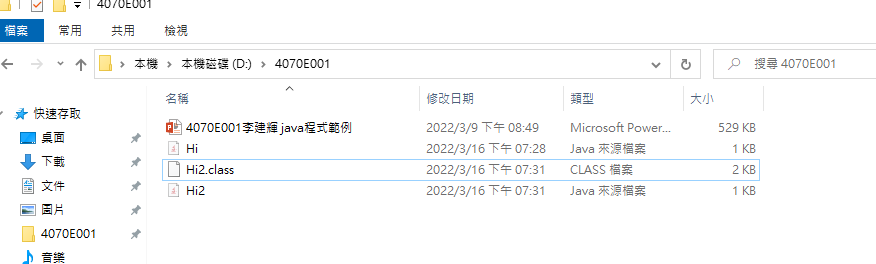 4070E001
檔案 常用 共用 檢視
本機 本機磁碟 (D:) 4070E001 搜尋 4070E001
名稱 修改日期 類型 大小
快速存取
桌面
下載
文件
圖片
4070E001
音樂
4070E001李建輝 java程式範例 2022/3/9 下午 08:49 Microsoft Power... 529 KB
Hi 2022/3/16 下午 07:28 Java 來源檔案 1 KB
Hi2.class 2022/3/16 下午 07:31 CLASS 檔案 2 KB
Hi2 2022/3/16 下午 07:31 Java 來源檔案 1 KB